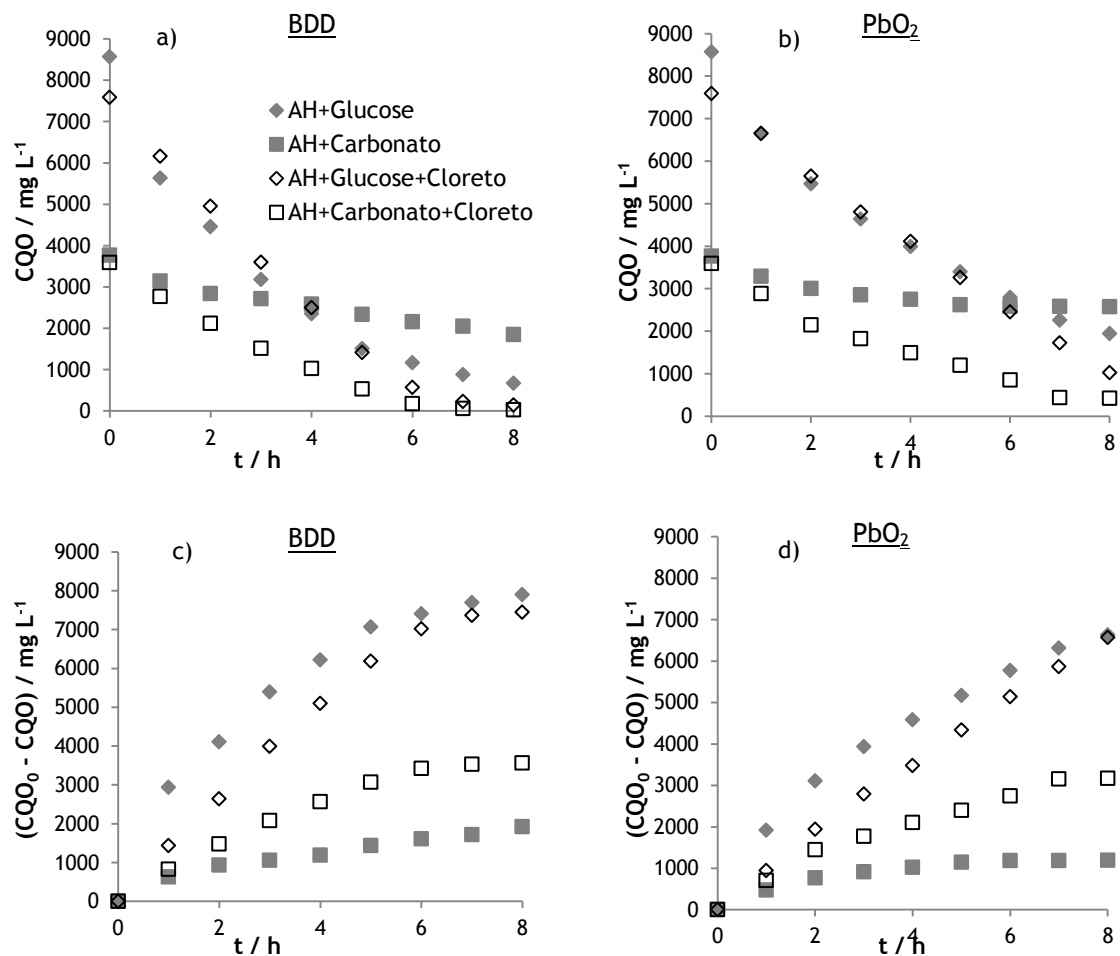 a)
BDD
9000
8000
7000
6000
5000
4000
3000
2000
1000
0
CQO / mg L⁻¹
AH+Glucose
AH+Carbonato
AH+Glucose+Cloreto
AH+Carbonato+Cloreto
0 2 4 6 8
t / h
b)
PbO₂
9000
8000
7000
6000
5000
4000
3000
2000
1000
0
CQO / mg L⁻¹
0 2 4 6 8
t / h
c)
BDD
9000
8000
7000
6000
5000
4000
3000
2000
1000
0
(CQO₀ - CQO) / mg L⁻¹
0 2 4 6 8
t / h
d)
PbO₂
9000
8000
7000
6000
5000
4000
3000
2000
1000
0
(CQO₀ - CQO) / mg L⁻¹
0 2 4 6 8
t / h